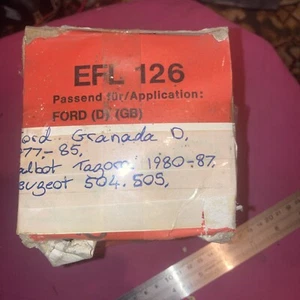 EFL 126
Passend für/Application:
FORD (D) (GB)
ord. Granada D.
77-85.
albot Tagora 1980-87.
eugeot 504.505.